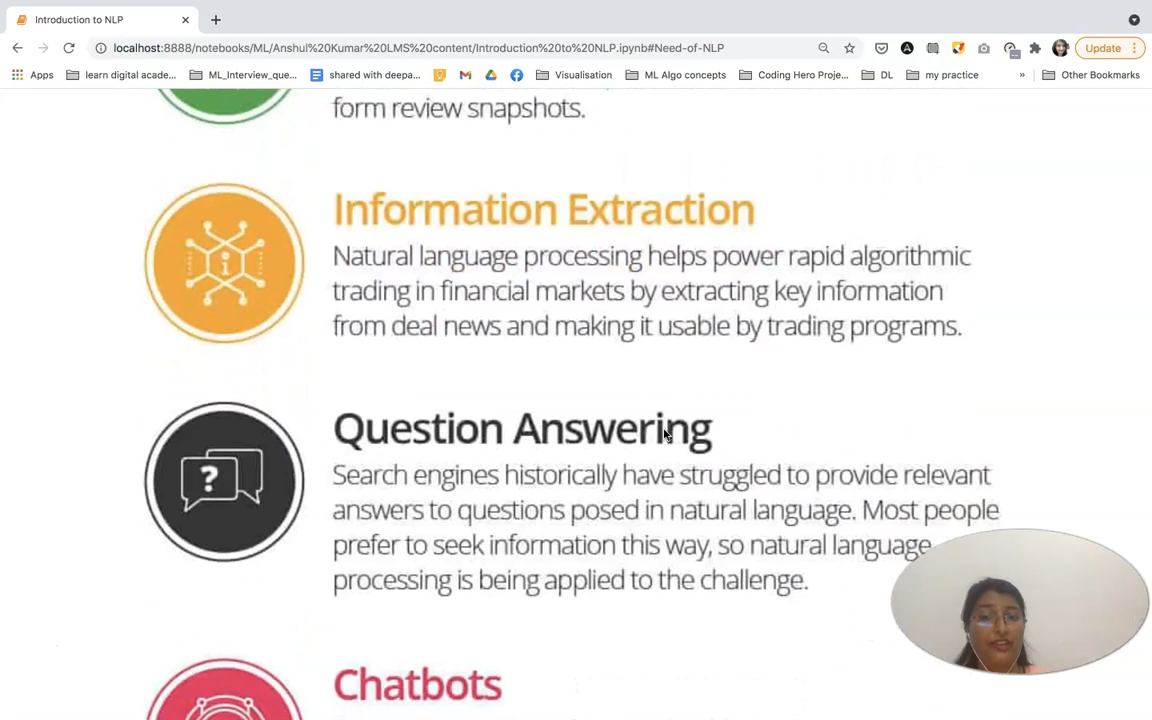 Introduction to NLP
localhost:8888/notebooks/ML/Anshul%20Kumar%20LMS%20content/Introduction%20to%20NLP.ipynb#Need-of-NLP
Update
Apps
learn digital acade...
ML_Interview_que...
shared with deepa...
Visualisation
ML Algo concepts
Coding Hero Proje...
DL
my practice
»
Other Bookmarks
form review snapshots.
Information Extraction
Natural language processing helps power rapid algorithmic
trading in financial markets by extracting key information
from deal news and making it usable by trading programs.
Question Answering
Search engines historically have struggled to provide relevant
answers to questions posed in natural language. Most people
prefer to seek information this way, so natural language
processing is being applied to the challenge.
Chatbots